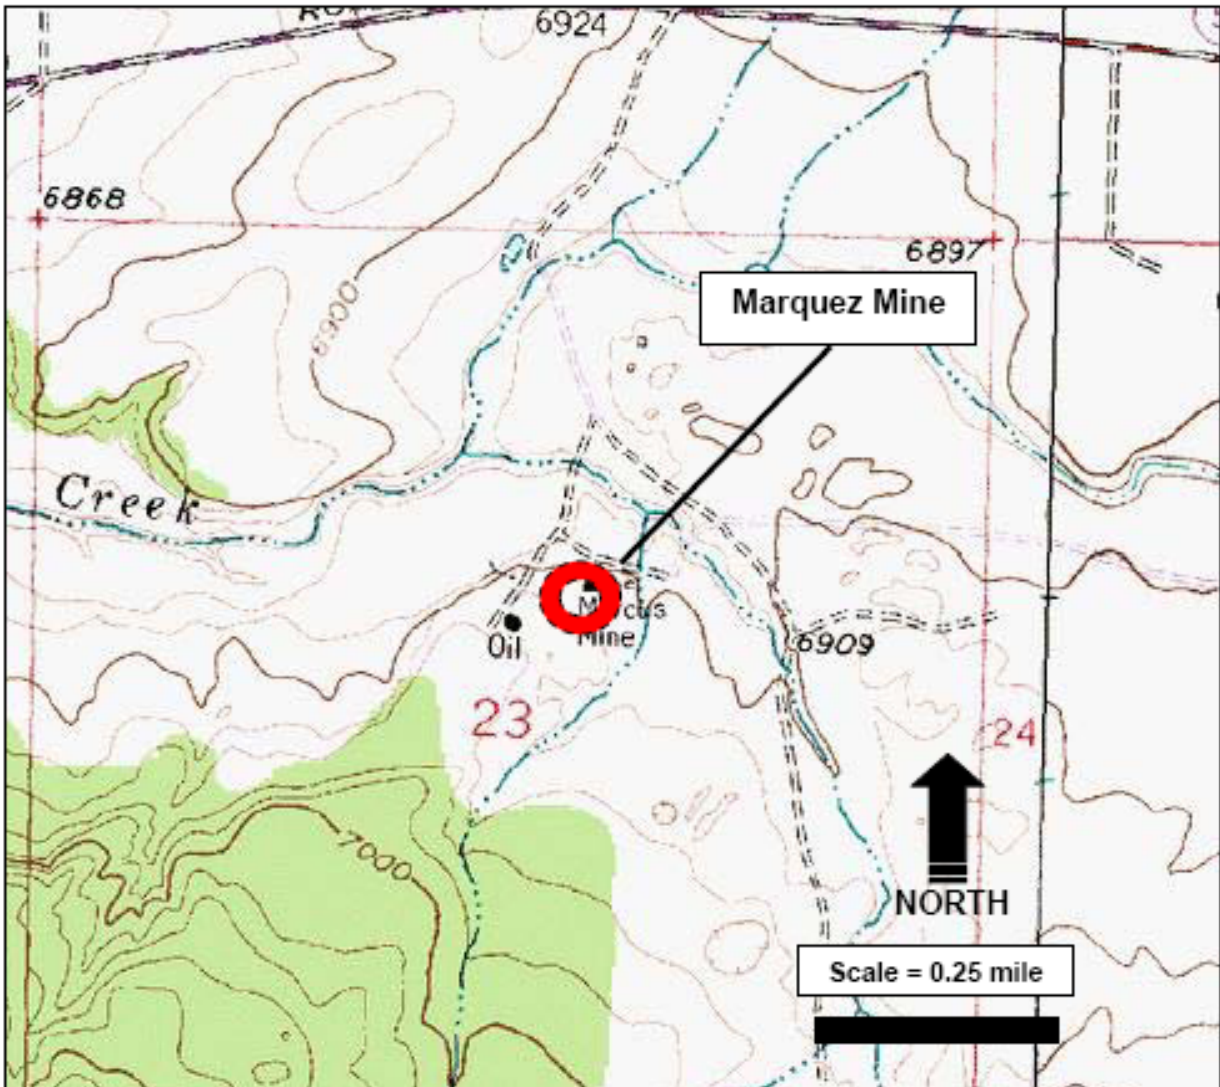 6924
6868
6897
Marquez Mine
6900
Creek
Mine
Oil
6909
23
24
7000
NORTH
Scale = 0.25 mile